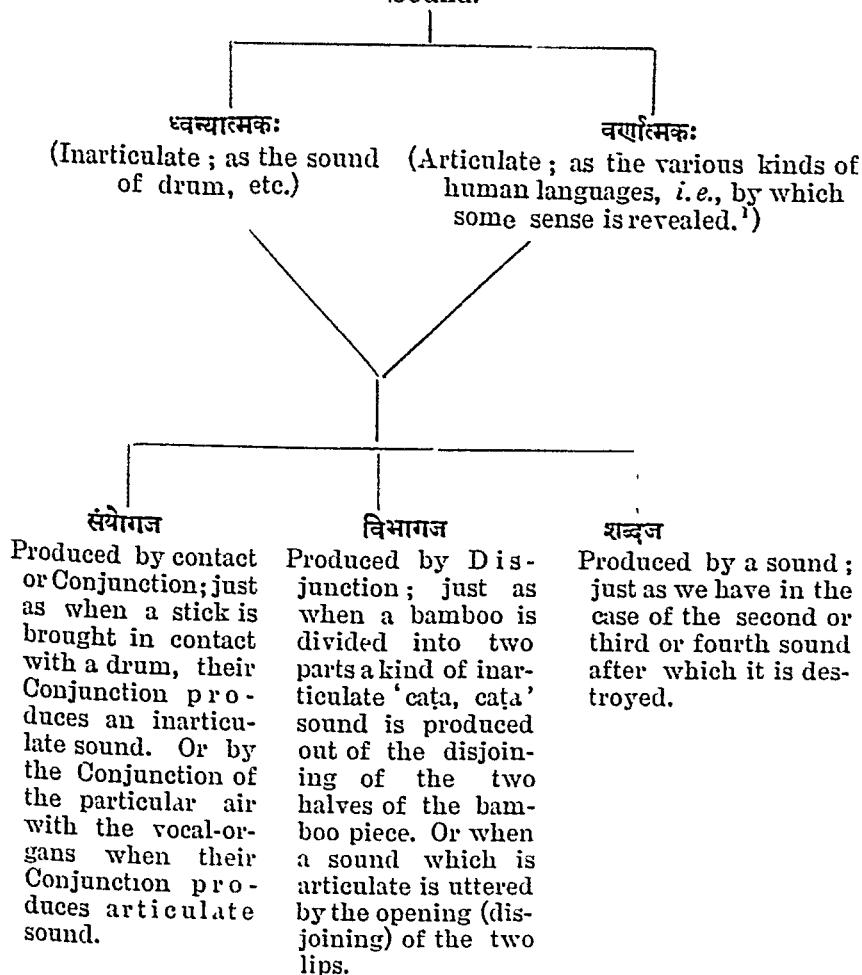 Sound.
ध्वन्यात्मकः
(Inarticulate ; as the sound
of drum, etc.)
वर्णात्मकः
(Articulate ; as the various kinds of
human languages, i. e., by which
some sense is revealed.¹)
संयोगज
Produced by contact
or Conjunction; just
as when a stick is
brought in contact
with a drum, their
Conjunction pro-
duces an inarticu-
late sound. Or by
the Conjunction of
the particular air
with the vocal-or-
gans when their
Conjunction pro-
duces articulate
sound.
विभागज
Produced by Dis-
junction ; just as
when a bamboo is
divided into two
parts a kind of inar-
ticulate ‘caṭa, caṭa’
sound is produced
out of the disjoin-
ing of the two
halves of the bam-
boo piece. Or when
a sound which is
articulate is uttered
by the opening (dis-
joining) of the two
lips.
शब्दज
Produced by a sound ;
just as we have in the
case of the second or
third or fourth sound
after which it is des-
troyed.